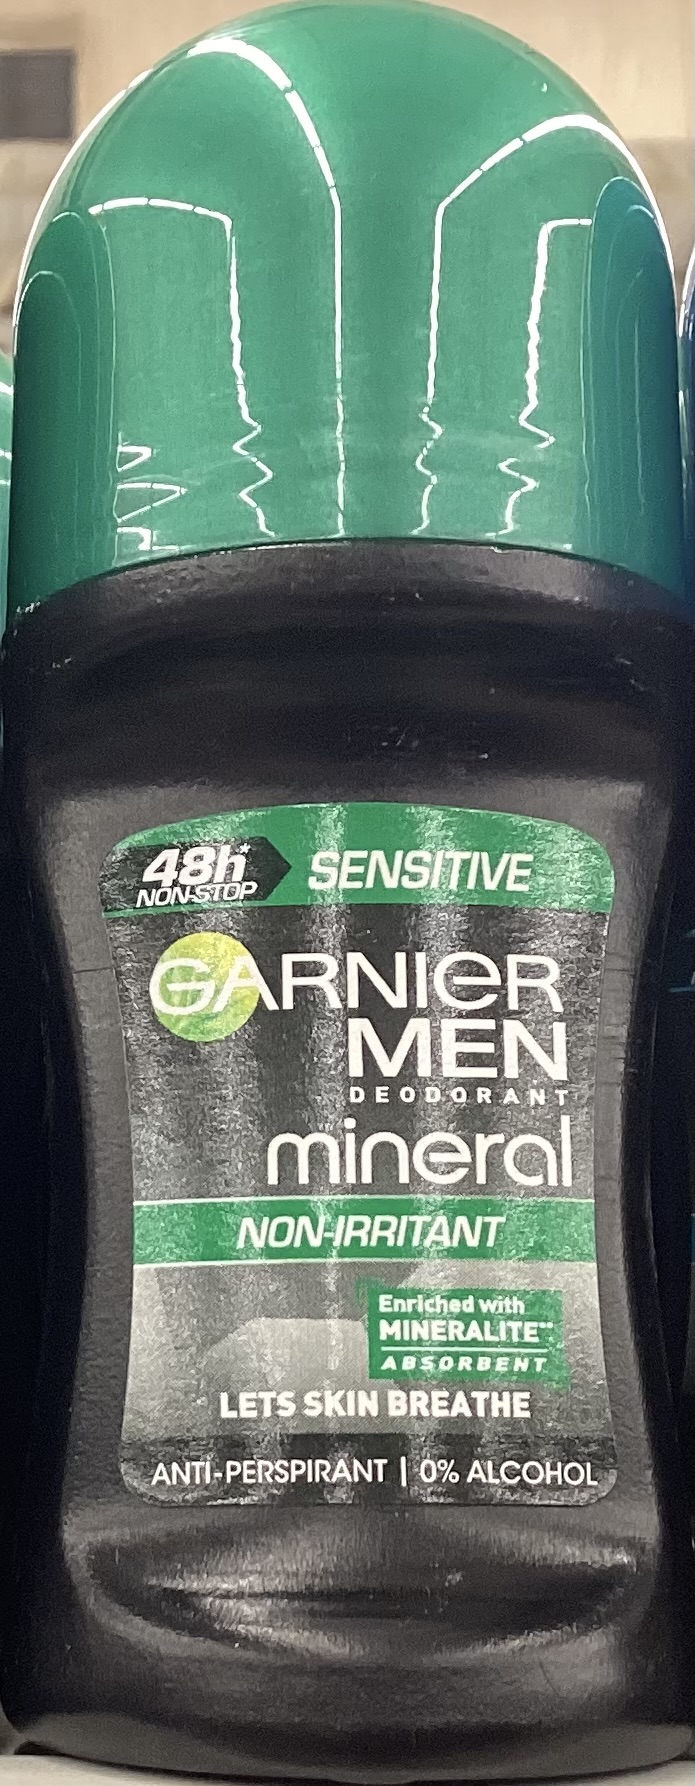 48h*
NON-STOP
SENSITIVE
GARNIER
MEN
DEODORANT
mineral
NON-IRRITANT
Enriched with
MINERALITE**
ABSORBENT
LETS SKIN BREATHE
ANTI-PERSPIRANT | 0% ALCOHOL